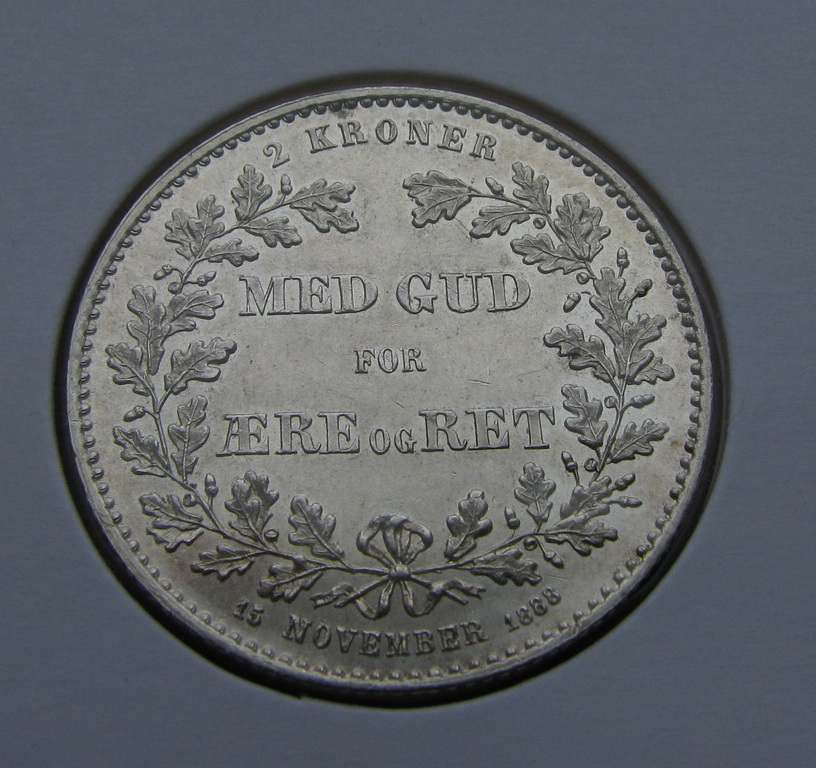 2 KRONER
MED GUD
FOR
ÆRE OG RET
15 NOVEMBER 1888